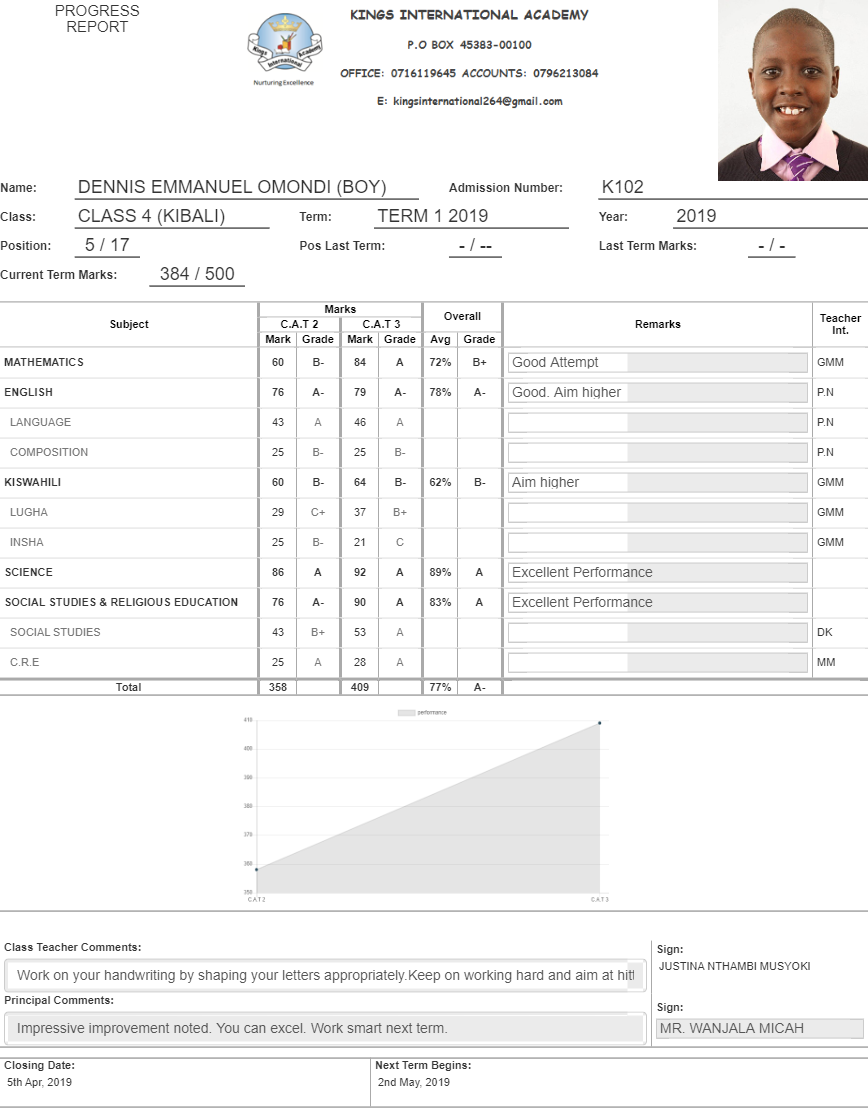 PROGRESS
REPORT
KINGS INTERNATIONAL ACADEMY
P.O BOX 45383-00100
OFFICE: 0716119645 ACCOUNTS: 0796213084
E: kingsinternational264@gmail.com
Kings International Academy
Nurturing Excellence
Name: DENNIS EMMANUEL OMONDI (BOY) Admission Number: K102
Class: CLASS 4 (KIBALI) Term: TERM 1 2019 Year: 2019
Position: 5 / 17 Pos Last Term: - / -- Last Term Marks: - / -
Current Term Marks: 384 / 500
Subject Marks Overall Remarks Teacher Int.
C.A.T 2 C.A.T 3
Mark Grade Mark Grade Avg Grade
MATHEMATICS 60 B- 84 A 72% B+ Good Attempt GMM
ENGLISH 76 A- 79 A- 78% A- Good. Aim higher P.N
LANGUAGE 43 A 46 A P.N
COMPOSITION 25 B- 25 B- P.N
KISWAHILI 60 B- 64 B- 62% B- Aim higher GMM
LUGHA 29 C+ 37 B+ GMM
INSHA 25 B- 21 C GMM
SCIENCE 86 A 92 A 89% A Excellent Performance
SOCIAL STUDIES & RELIGIOUS EDUCATION 76 A- 90 A 83% A Excellent Performance
SOCIAL STUDIES 43 B+ 53 A DK
C.R.E 25 A 28 A MM
Total 358 409 77% A-
performance
410
400
390
380
370
360
350
CAT2 CAT3
Class Teacher Comments:
Work on your handwriting by shaping your letters appropriately.Keep on working hard and aim at hitt
Sign:
JUSTINA NTHAMBI MUSYOKI
Principal Comments:
Impressive improvement noted. You can excel. Work smart next term.
Sign:
MR. WANJALA MICAH
Closing Date: Next Term Begins:
5th Apr, 2019 2nd May, 2019